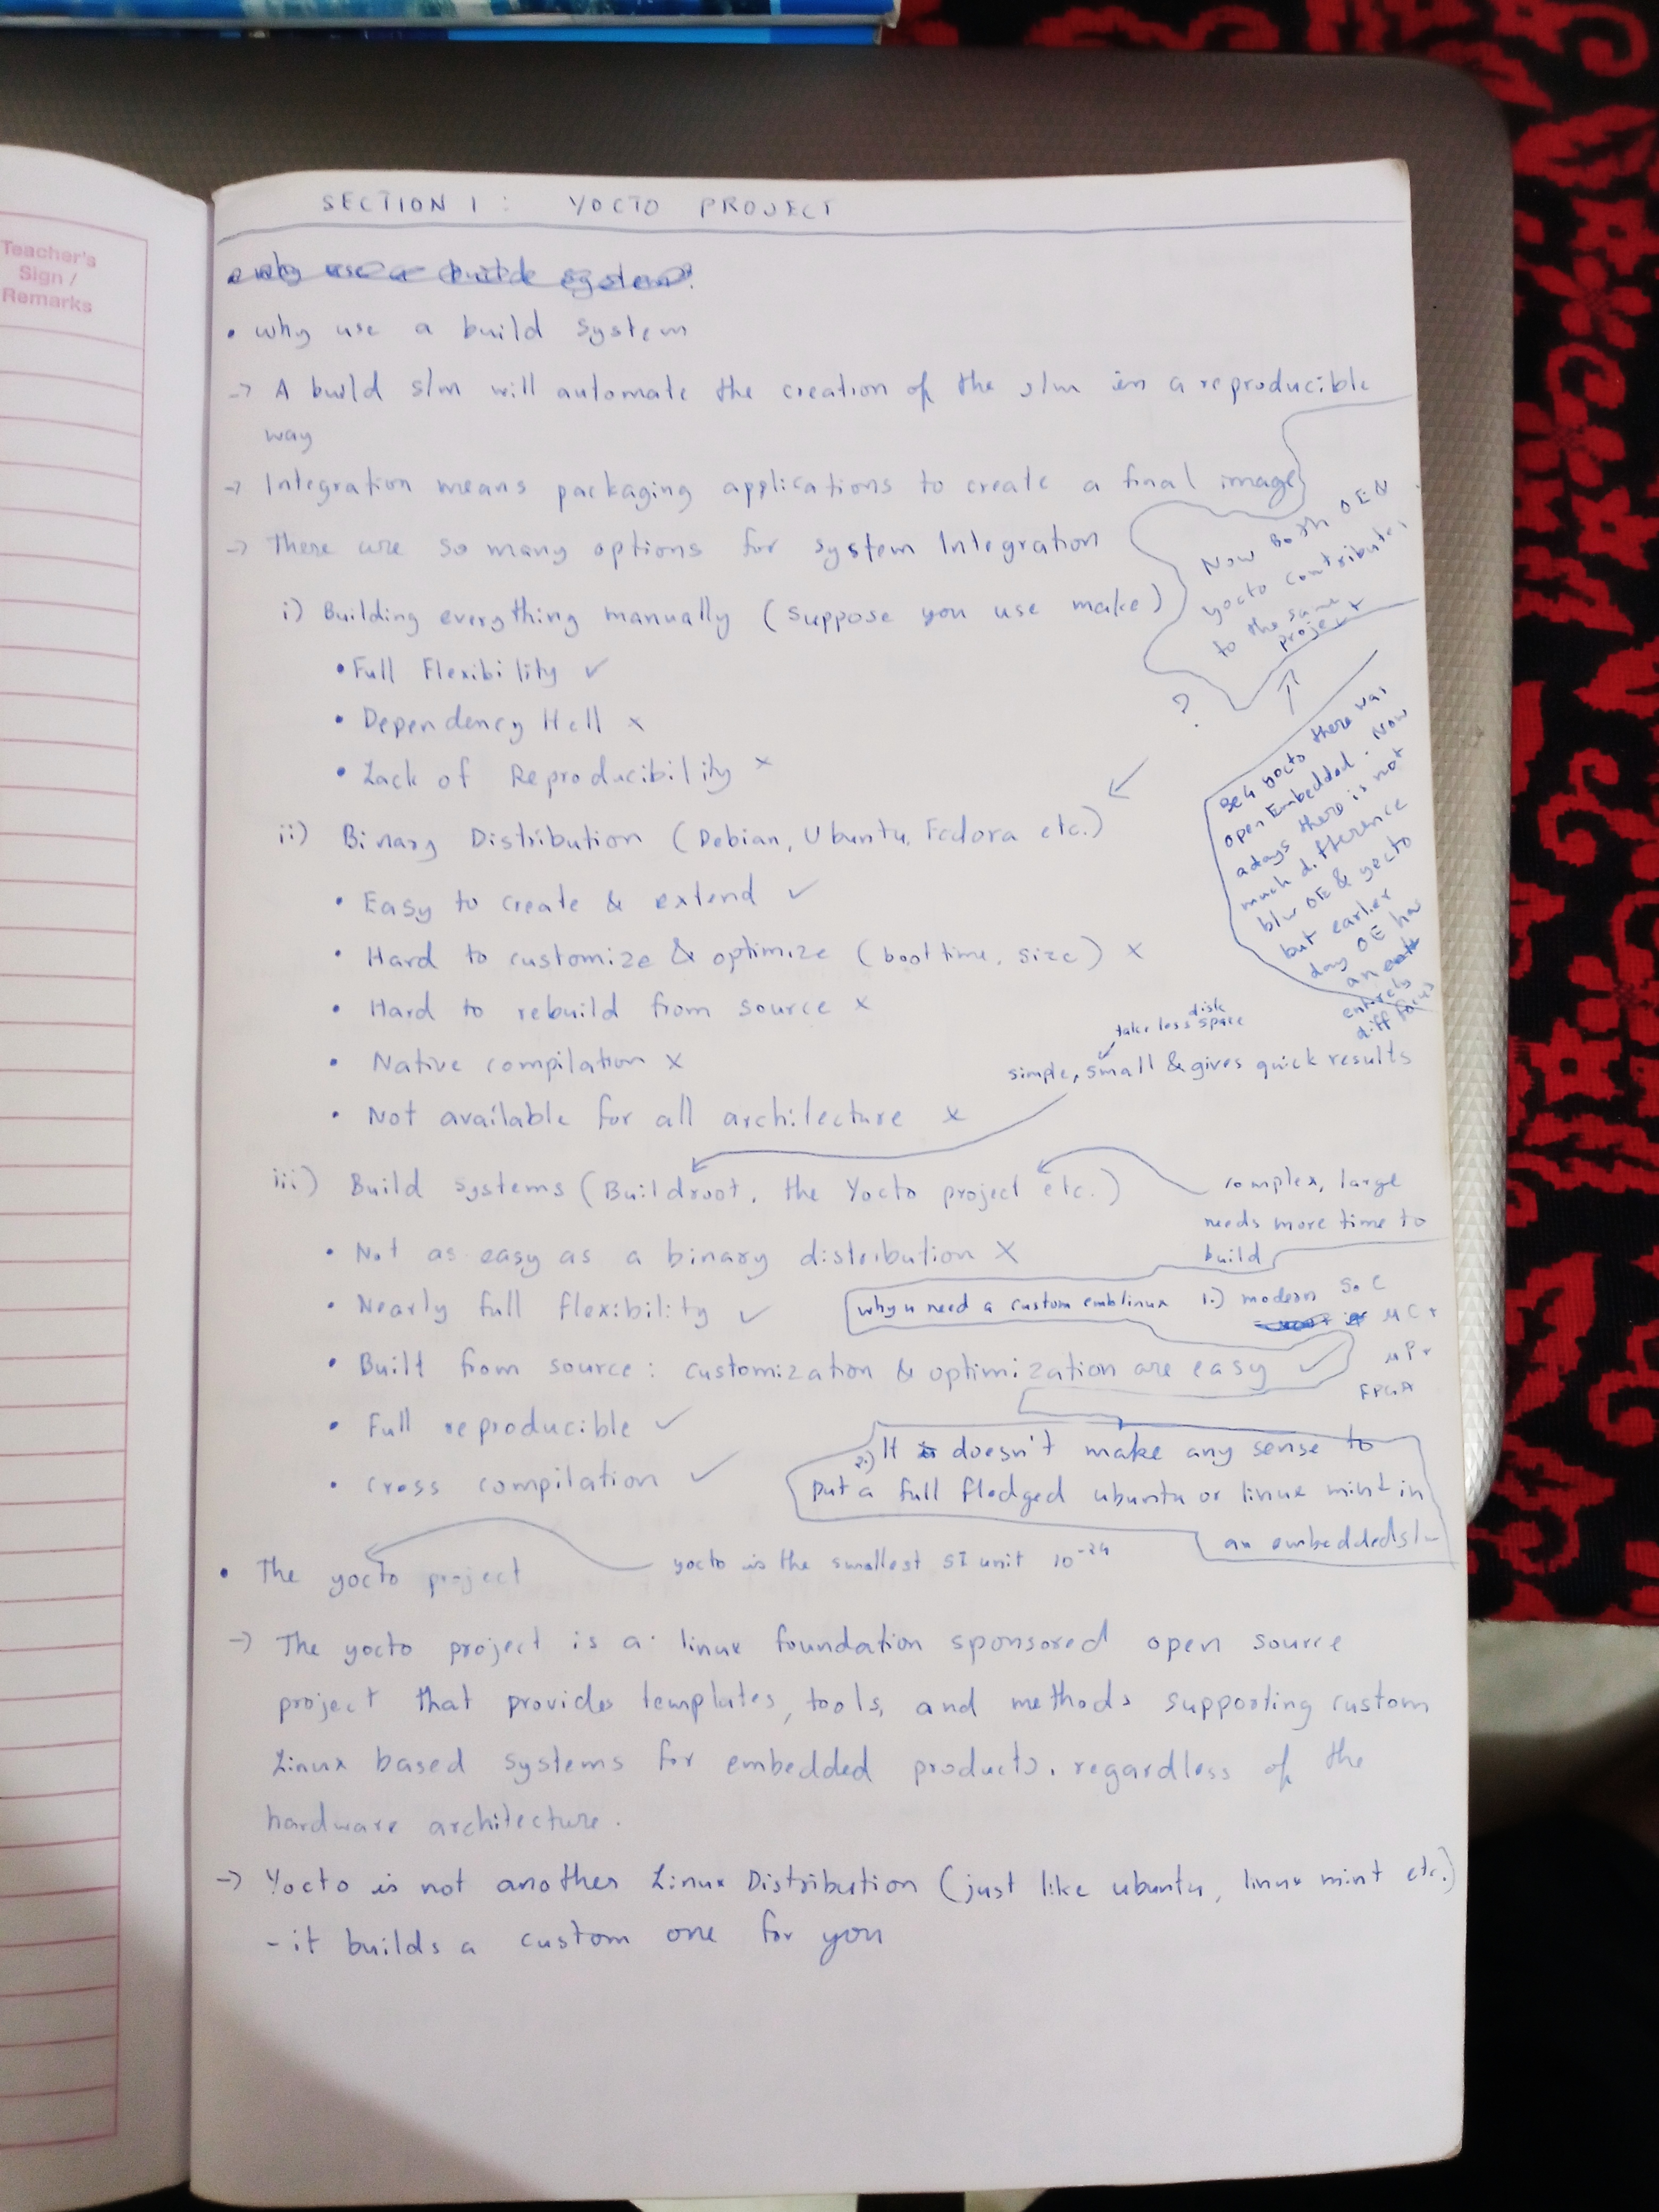 Teacher's
Sign /
Remarks
SECTION 1 : YOCTO PROJECT
why use a build system
• why use a build system
-> A build s/m will automate the creation of the s/m in a reproducible
way
-> Integration means packaging applications to create a final image
-> There are so many options for system Integration
Now Both OE &
yocto contributes
to the same
project
i) Building everything manually (suppose you use make)
• Full Flexibility ✓
• Dependency Hell x
• Lack of Reproducibility x
?
Be4 yocto there was
open Embedded. Now
adays there is not
much difference
b/w OE & yocto
but earlier
day OE has
an
entirely
diff focus
ii) Binary Distribution (Debian, Ubuntu, Fedora etc.)
• Easy to create & extend ✓
• Hard to customize & optimize (boot time, size) x
• Hard to rebuild from source x
• Native compilation x
• Not available for all architecture x
take less disk space
simple, small & gives quick results
iii) Build systems (Buildroot, the Yocto project etc.)
complex, large
needs more time to
build
• Not as easy as a binary distribution X
• Nearly full flexibility ✓
why u need a custom emb linux 1.) modern SoC
μC +
μP +
FPGA
• Built from source : customization & optimization are easy ✓
• Full reproducible ✓
• cross compilation ✓
2.) It doesn't make any sense to
put a full fledged ubuntu or linux mint in
an embedded s/
• The yocto project
yocto is the smallest SI unit 10⁻²⁴
-> The yocto project is a linux foundation sponsored open source
project that provides templates, tools, and methods supporting custom
Linux based systems for embedded products, regardless of the
hardware architecture.
-> Yocto is not another Linux Distribution (just like ubuntu, linux mint etc.)
- it builds a custom one for you